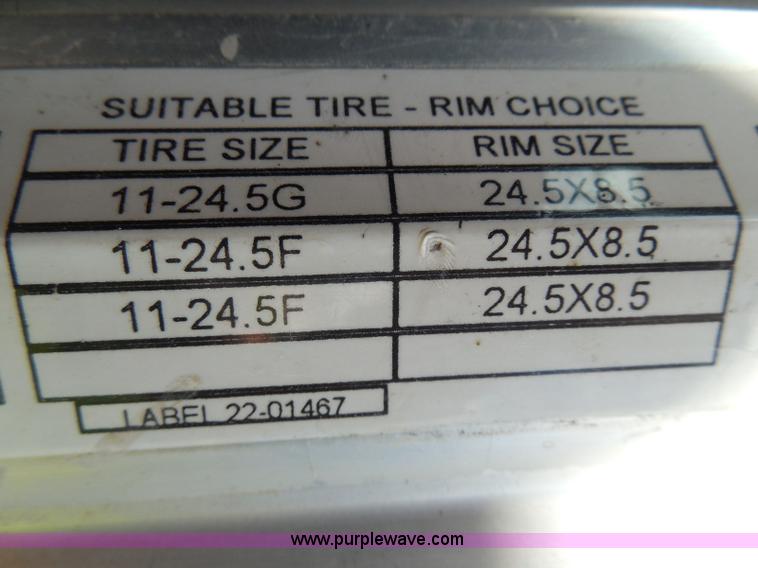 SUITABLE TIRE - RIM CHOICE
TIRE SIZE RIM SIZE
11-24.5G 24.5X8.5
11-24.5F 24.5X8.5
11-24.5F 24.5X8.5
LABEL 22-01467
www.purplewave.com